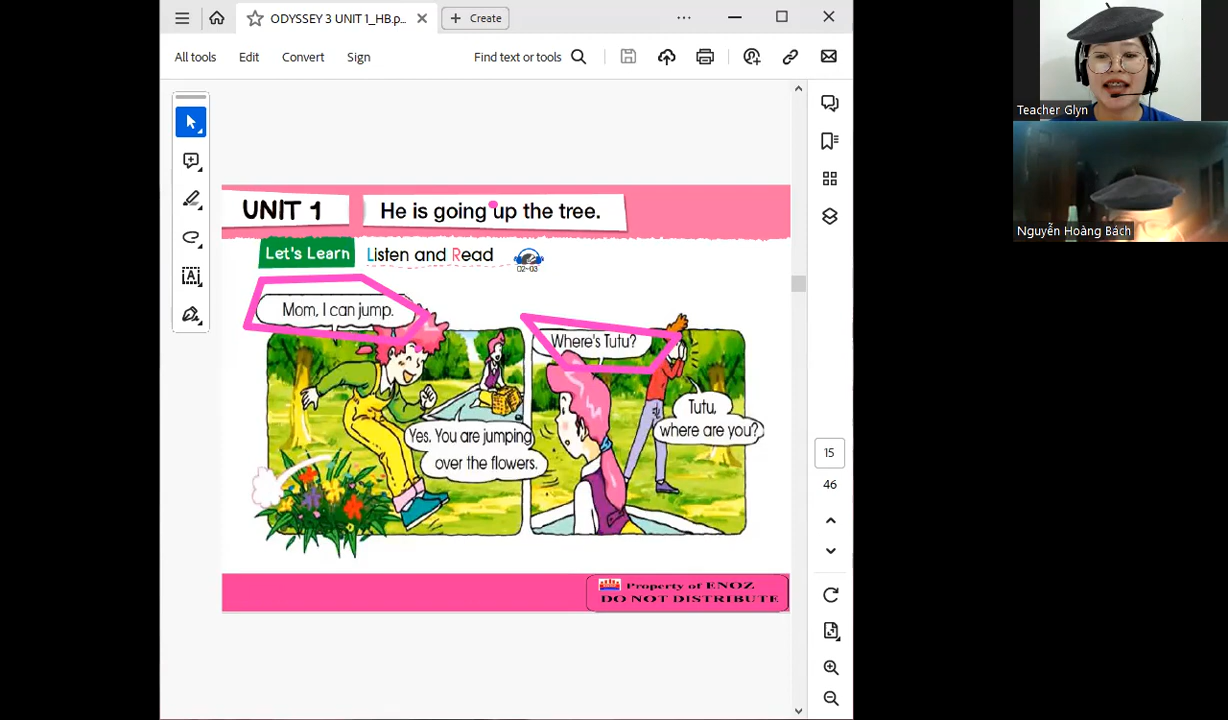 ODYSSEY 3 UNIT 1_HB.p...
Create
All tools Edit Convert Sign
Find text or tools
UNIT 1
He is going up the tree.
Let's Learn
Listen and Read
02~03
Mom, I can jump.
Where's Tutu?
Tutu,
where are you?
Yes. You are jumping
over the flowers.
15
46
Property of ENOZ
DO NOT DISTRIBUTE
Teacher Glyn
Nguyễn Hoàng Bách